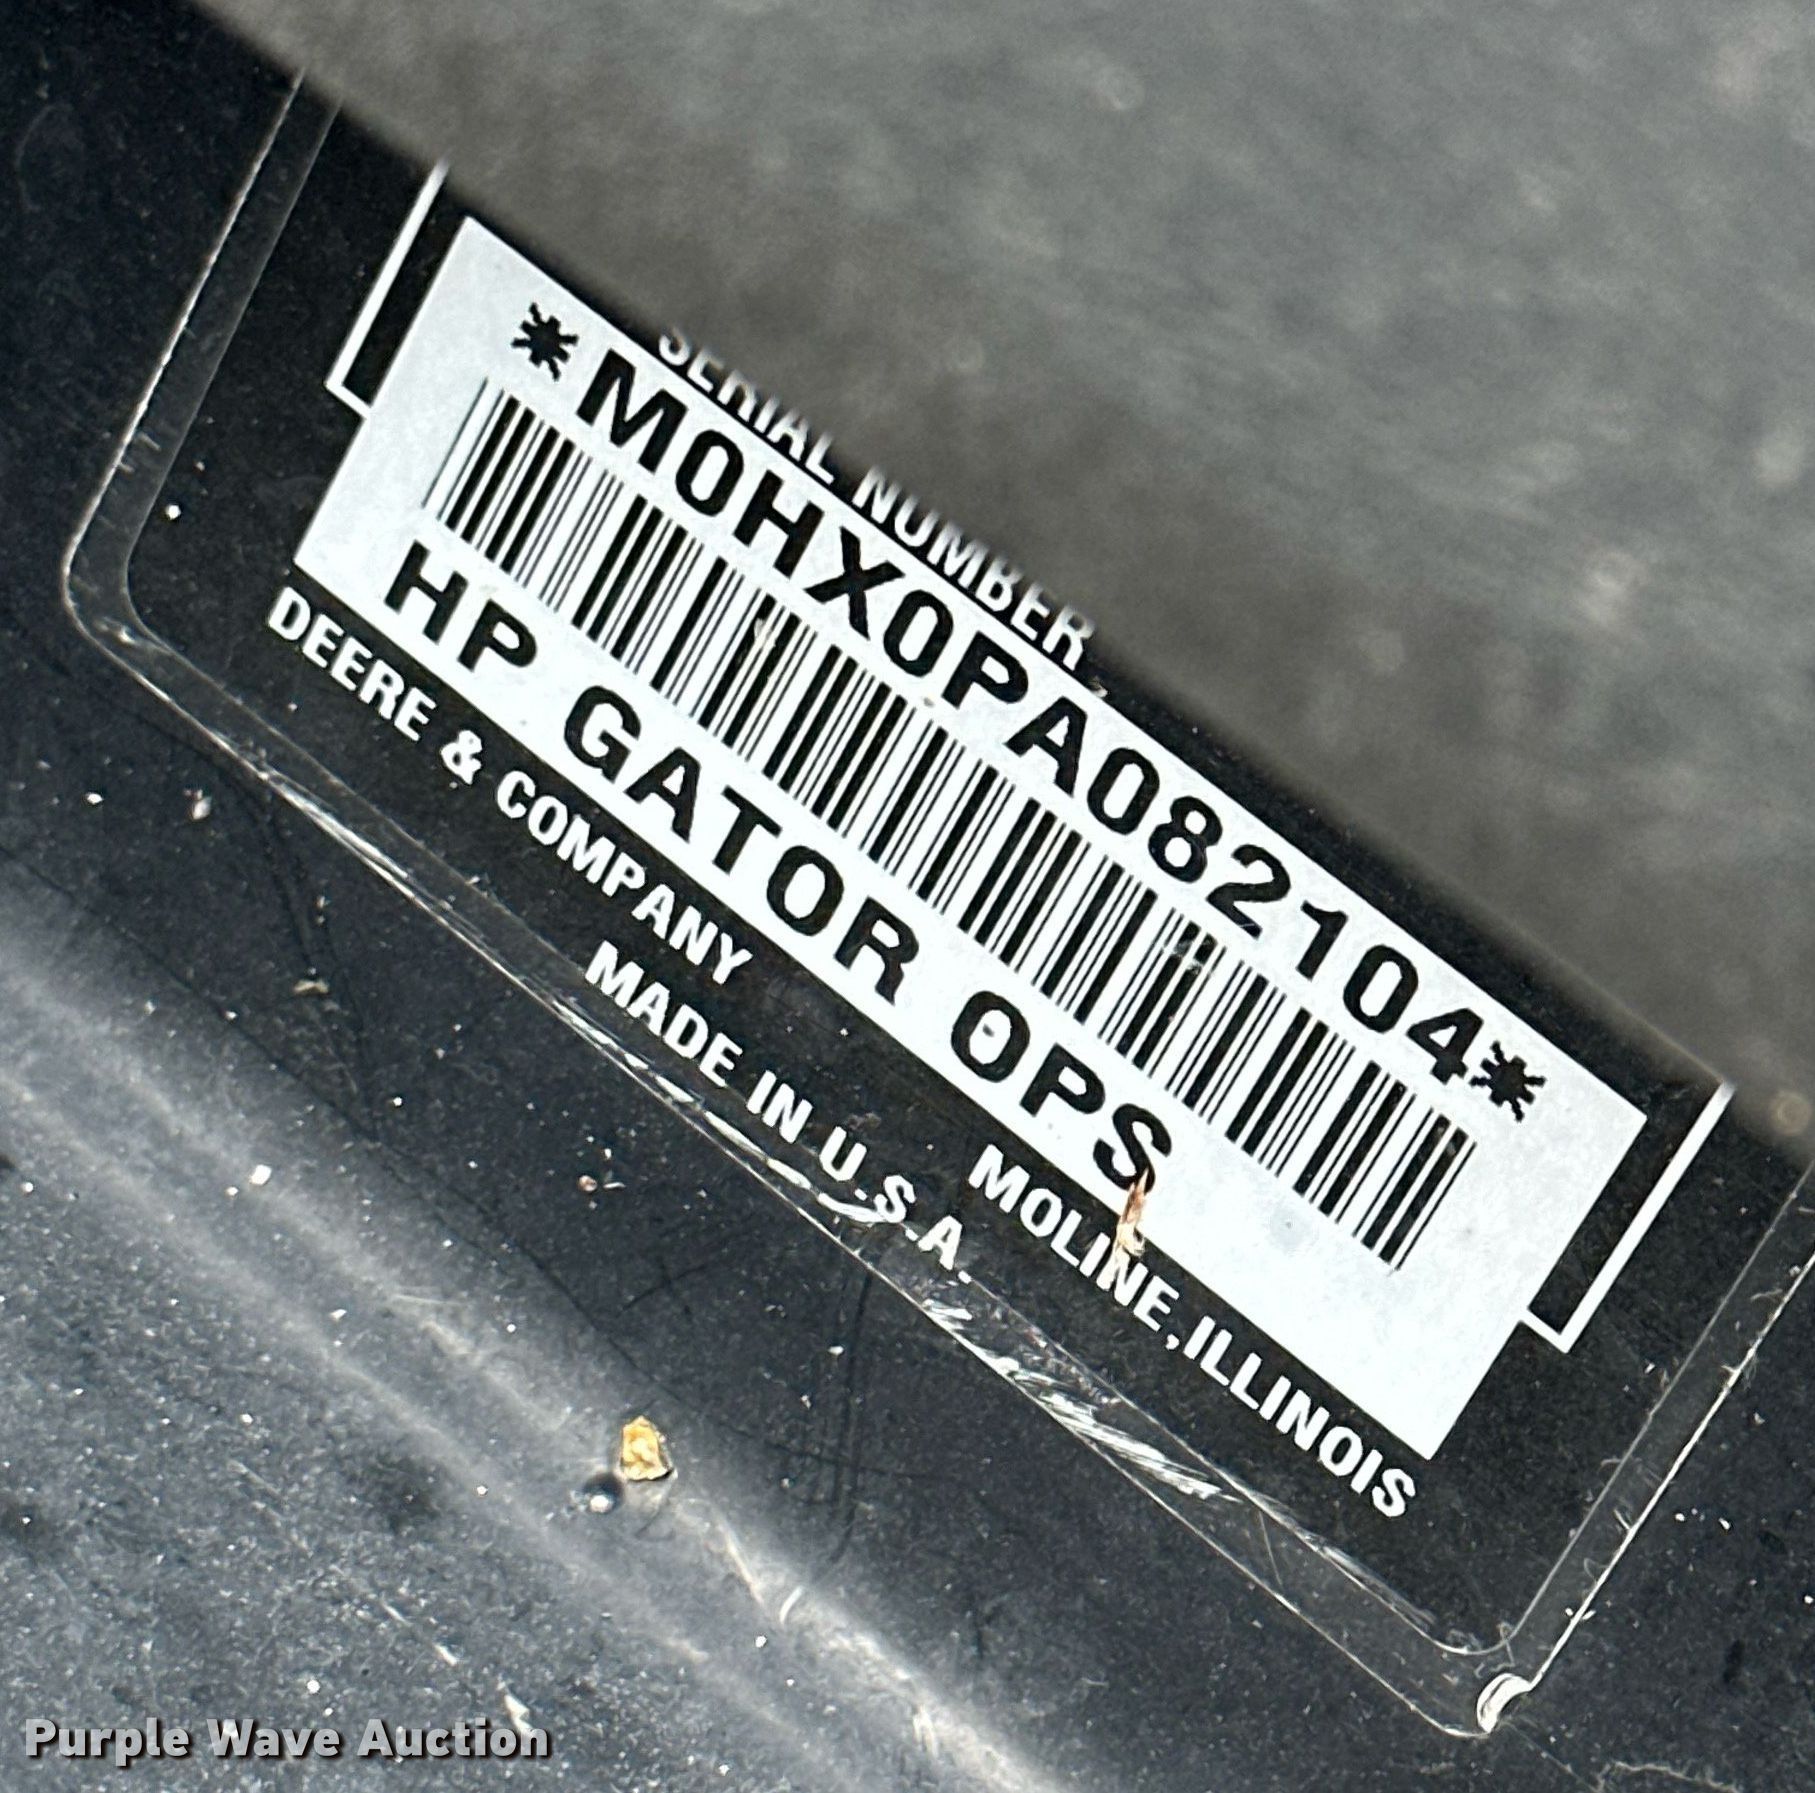 SERIAL NUMBER
*M0HX0PA082104*
HP GATOR OPS
DEERE & COMPANY MOLINE, ILLINOIS
MADE IN U.S.A.
Purple Wave Auction